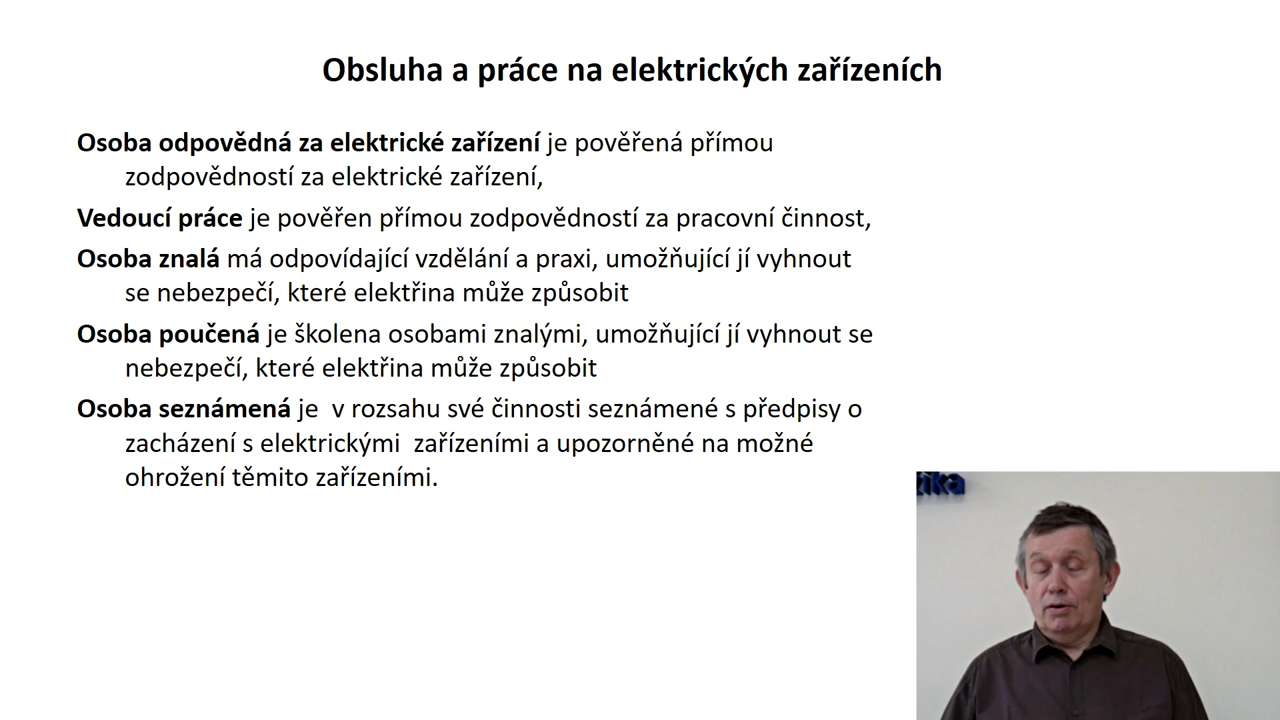 Obsluha a práce na elektrických zařízeních
Osoba odpovědná za elektrické zařízení je pověřená přímou
zodpovědností za elektrické zařízení,
Vedoucí práce je pověřen přímou zodpovědností za pracovní činnost,
Osoba znalá má odpovídající vzdělání a praxi, umožňující jí vyhnout
se nebezpečí, které elektřina může způsobit
Osoba poučená je školena osobami znalými, umožňující jí vyhnout se
nebezpečí, které elektřina může způsobit
Osoba seznámená je  v rozsahu své činnosti seznámené s předpisy o
zacházení s elektrickými  zařízeními a upozorněné na možné
ohrožení těmito zařízeními.